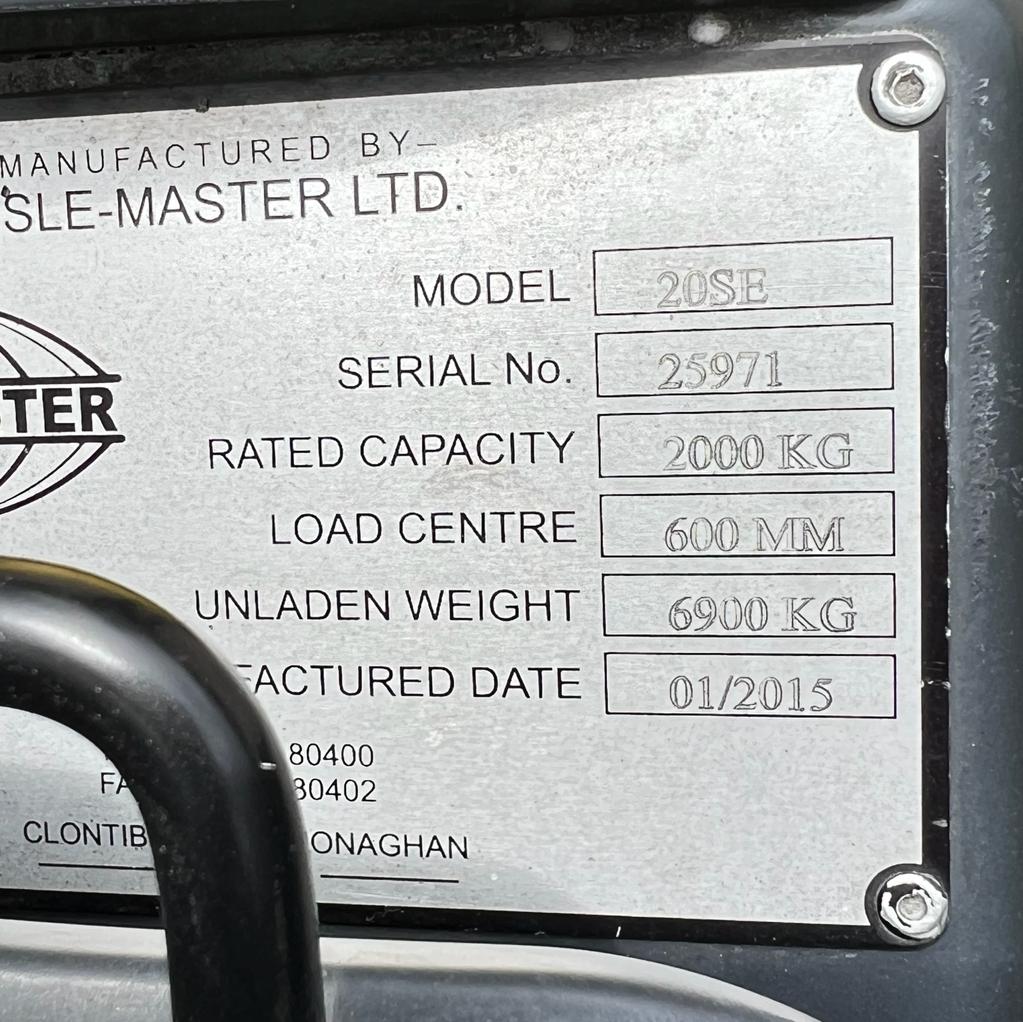 MANUFACTURED BY-
SLE-MASTER LTD.
MODEL 20SE
SERIAL No. 25971
TER
RATED CAPACITY 2000 KG
LOAD CENTRE 600 MM
UNLADEN WEIGHT 6900 KG
FACTURED DATE 01/2015
80400
FA 80402
CLONTIB ONAGHAN